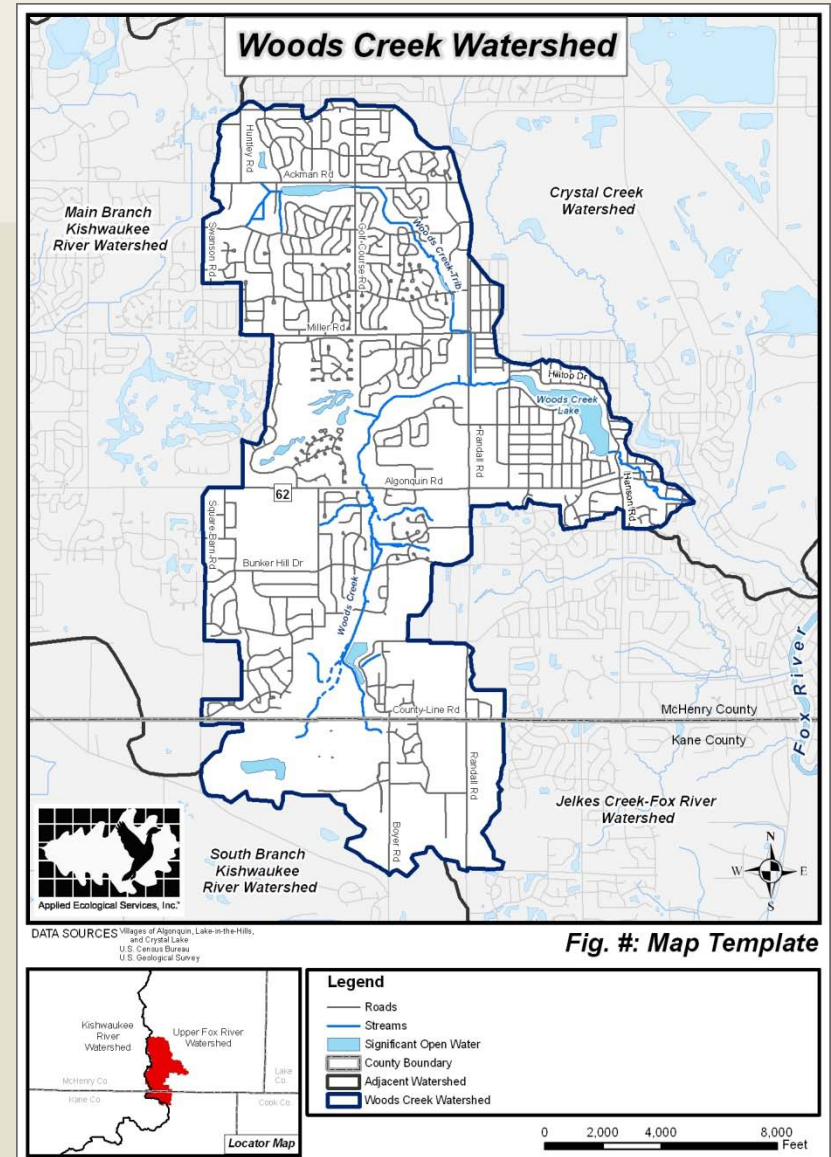 Woods Creek Watershed
Huntley Rd
Ackman Rd
Crystal Creek
Watershed
Main Branch
Kishwaukee
River Watershed
Swanson Rd
Golf-Course Rd
Woods Creek-Trib.
Miller Rd
Hilltop Dr
Woods Creek
Lake
Randall Rd
Algonquin Rd
62
Hanson Rd
Square-Barn-Rd
Bunker Hill Dr
Woods Creek
Fox River
County-Line Rd
McHenry County
Kane County
Randall Rd
Jelkes Creek-Fox River
Watershed
Boyer Rd
South Branch
Kishwaukee
River Watershed
N
W
E
S
Applied Ecological Services, Inc.
DATA SOURCES Villages of Algonquin, Lake-in-the-Hills,
and Crystal Lake
U.S. Census Bureau
U.S. Geological Survey
Fig. #: Map Template
Kishwaukee
River
Watershed
Upper Fox River
Watershed
McHenry Co.
Kane Co.
Lake
Co.
Cook Co.
Locator Map
Legend
Roads
Streams
Significant Open Water
County Boundary
Adjacent Watershed
Woods Creek Watershed
0 2,000 4,000 8,000
Feet